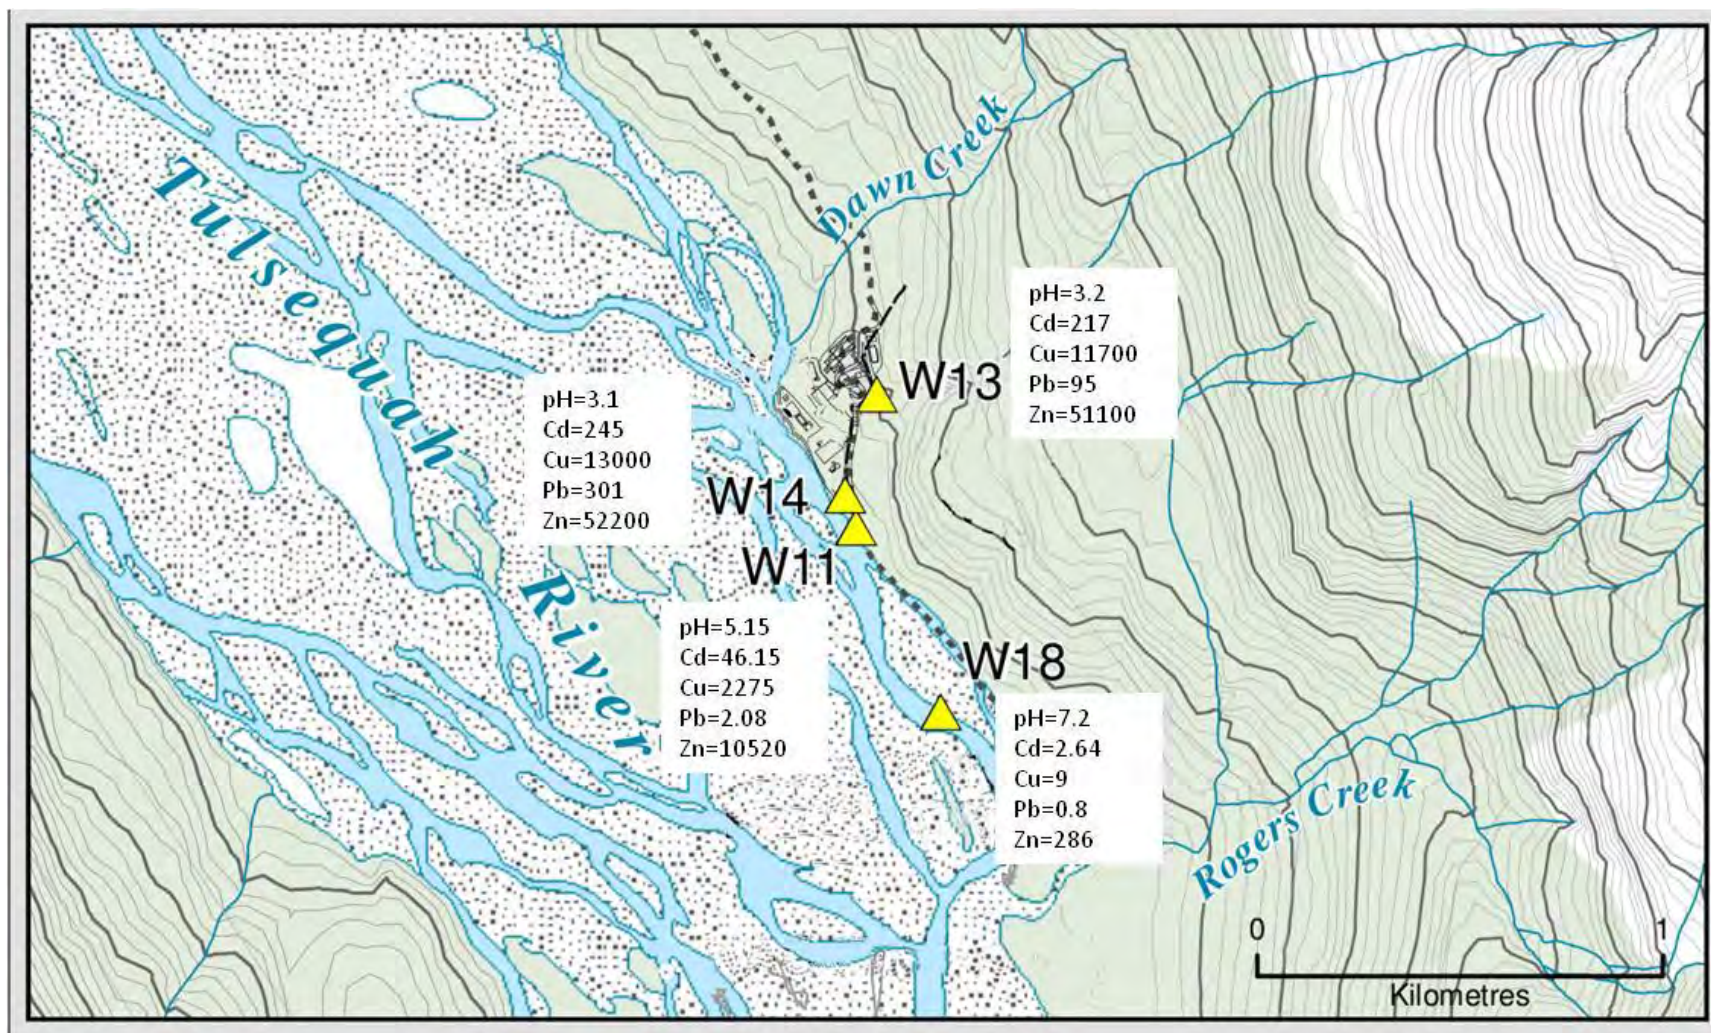 Tulsequah
River
Dawn Creek
W13
pH=3.2
Cd=217
Cu=11700
Pb=95
Zn=51100
pH=3.1
Cd=245
Cu=13000
Pb=301
Zn=52200
W14
W11
pH=5.15
Cd=46.15
Cu=2275
Pb=2.08
Zn=10520
W18
pH=7.2
Cd=2.64
Cu=9
Pb=0.8
Zn=286
Rogers Creek
0 1
Kilometres